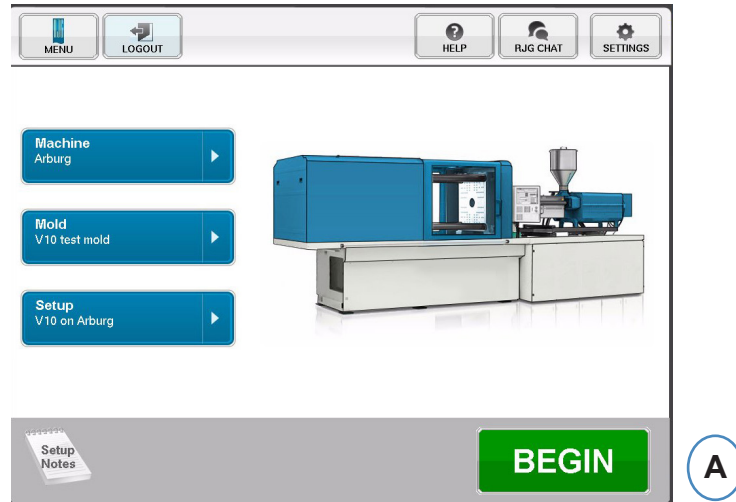 MENU
LOGOUT
HELP
RJG CHAT
SETTINGS
Machine
Arburg
Mold
V10 test mold
Setup
V10 on Arburg
Setup
Notes
BEGIN
A